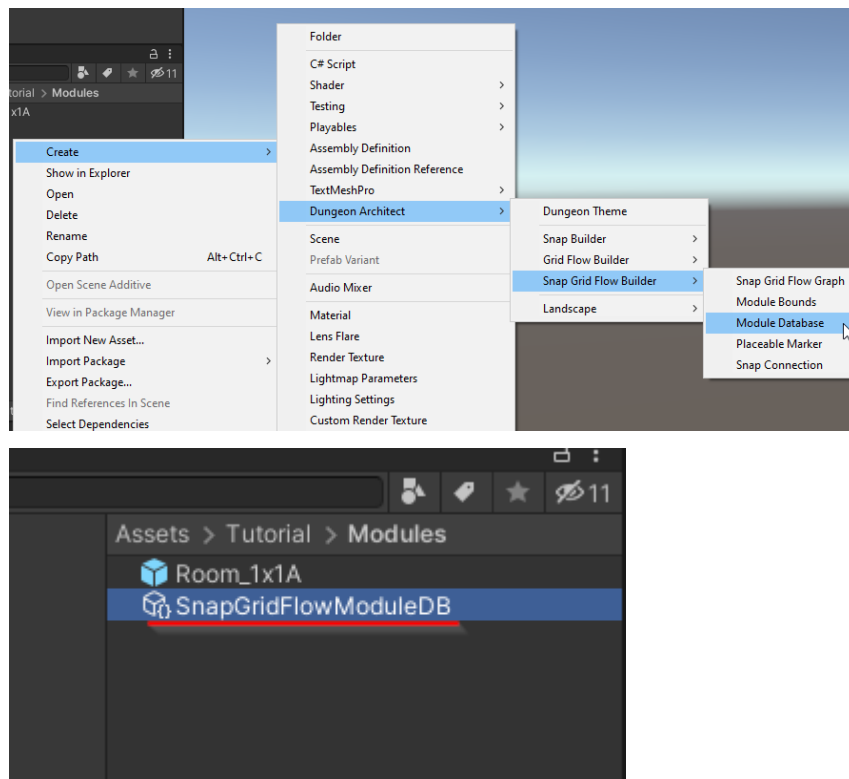 11
torial > Modules
x1A
Create >
Show in Explorer
Open
Delete
Rename
Copy Path Alt+Ctrl+C
Open Scene Additive
View in Package Manager
Import New Asset...
Import Package >
Export Package...
Find References In Scene
Select Dependencies
Folder
C# Script
Shader >
Testing >
Playables >
Assembly Definition
Assembly Definition Reference
TextMeshPro >
Dungeon Architect >
Scene
Prefab Variant
Audio Mixer
Material
Lens Flare
Render Texture
Lightmap Parameters
Lighting Settings
Custom Render Texture
Dungeon Theme
Snap Builder >
Grid Flow Builder >
Snap Grid Flow Builder >
Landscape >
Snap Grid Flow Graph
Module Bounds
Module Database
Placeable Marker
Snap Connection
11
Assets > Tutorial > Modules
Room_1x1A
SnapGridFlowModuleDB